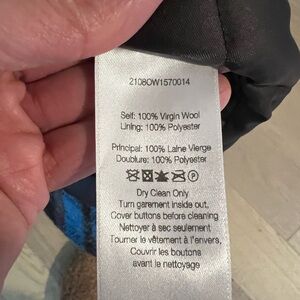 2108OW1570014
Self: 100% Virgin Wool
Lining: 100% Polyester
Principal: 100% Laine Vierge
Doublure: 100% Polyester
Dry Clean Only
Turn garement inside out,
Cover buttons before cleaning
Nettoyer à sec seulement
Tourner le vêtement à l'envers,
Couvrir les boutons
avant le nettoyage